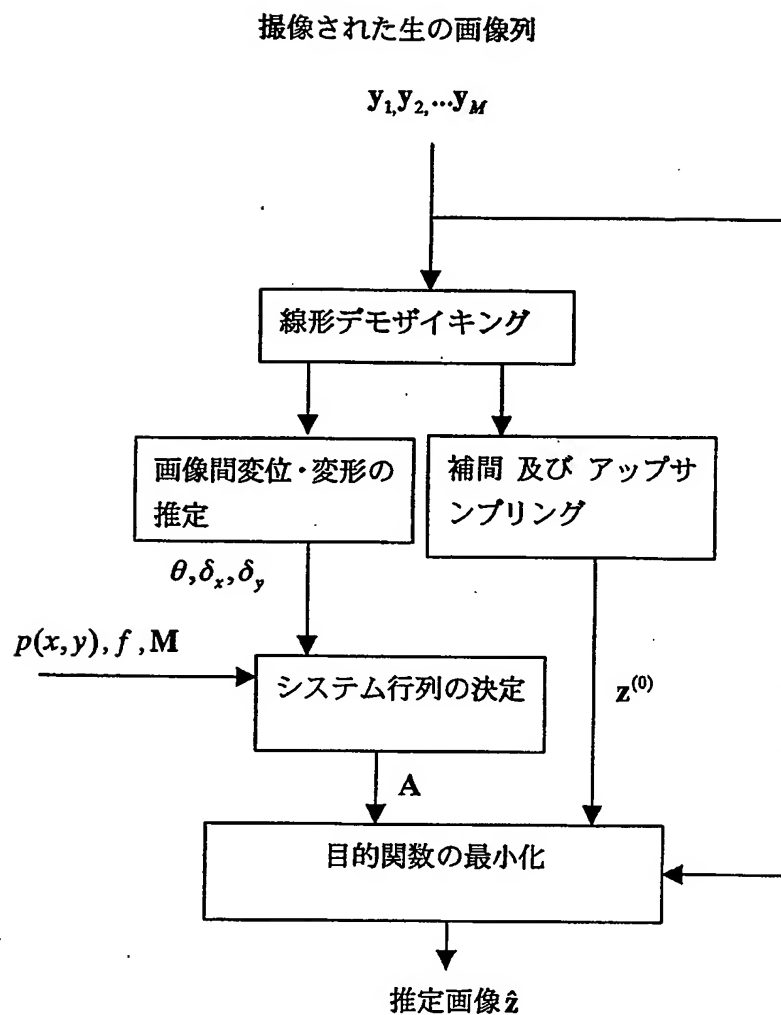 撮像された生の画像列
y₁,y₂,…y_M
線形デモザイキング
画像間変位・変形の
推定
補間 及び アップサ
ンプリング
θ,δₓ,δ_y
p(x,y), f , M
システム行列の決定
z⁽⁰⁾
A
目的関数の最小化
推定画像ẑ